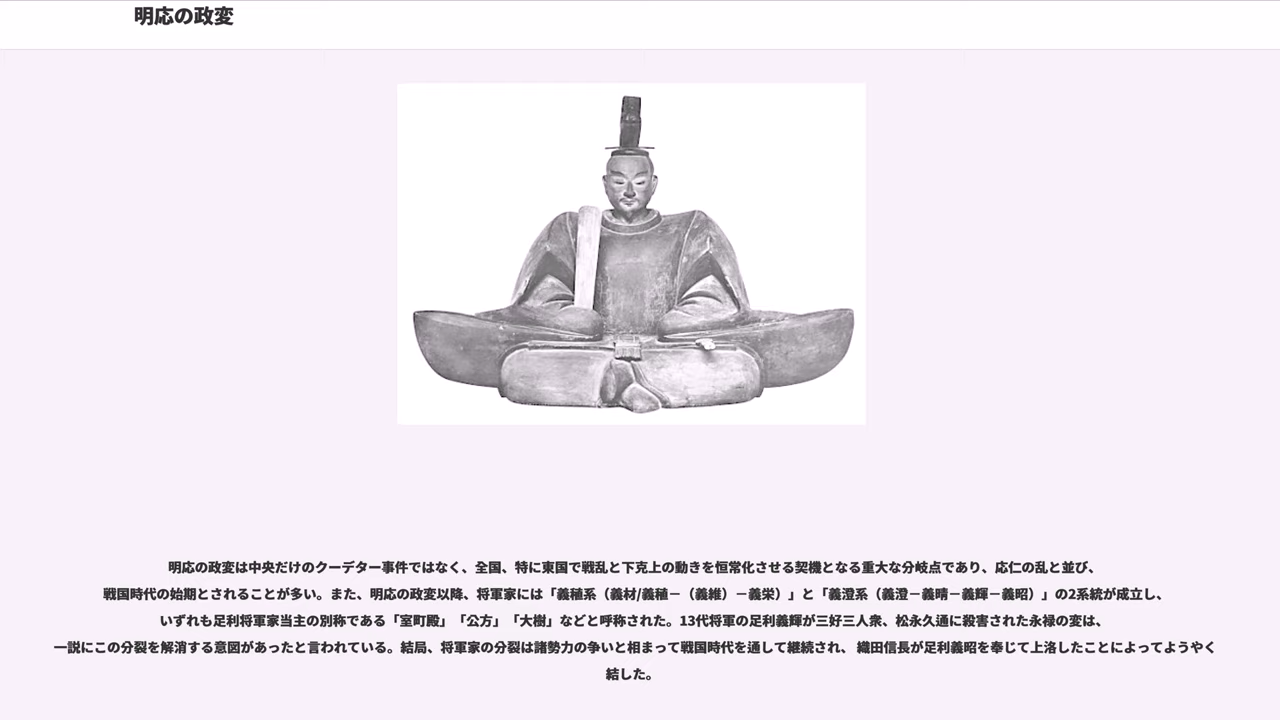 明応の政変
明応の政変は中央だけのクーデター事件ではなく、全国、特に東国で戦乱と下克上の動きを恒常化させる契機となる重大な分岐点であり、応仁の乱と並び、
戦国時代の始期とされることが多い。また、明応の政変以降、将軍家には「義稙系（義材/義稙－（義維）－義栄）」と「義澄系（義澄－義晴－義輝－義昭）」の2系統が成立し、
いずれも足利将軍家当主の別称である「室町殿」「公方」「大樹」などと呼称された。13代将軍の足利義輝が三好三人衆、松永久通に殺害された永禄の変は、
一説にこの分裂を解消する意図があったと言われている。結局、将軍家の分裂は諸勢力の争いと相まって戦国時代を通して継続され、 織田信長が足利義昭を奉じて上洛したことによってようやく
結した。